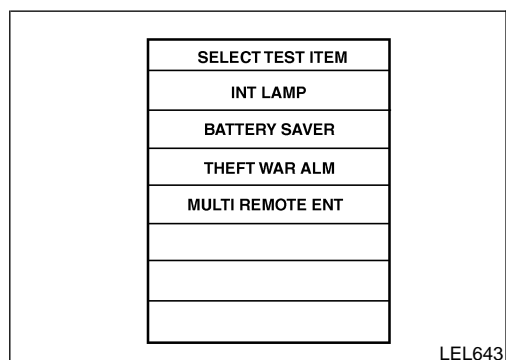 SELECT TEST ITEM
INT LAMP
BATTERY SAVER
THEFT WAR ALM
MULTI REMOTE ENT
LEL643